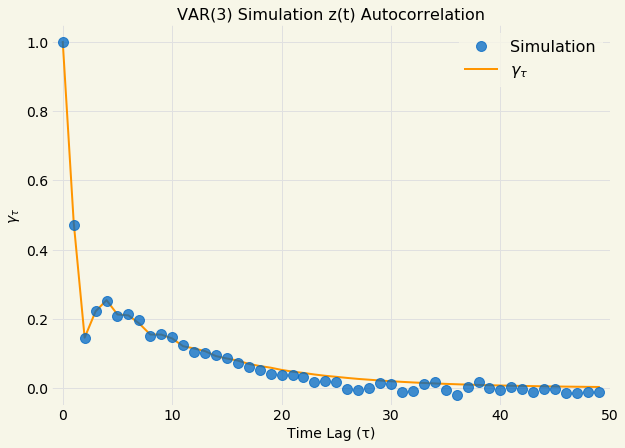 VAR(3) Simulation z(t) Autocorrelation
1.0
0.8
0.6
0.4
0.2
0.0
γτ
Simulation
γτ
0 10 20 30 40 50
Time Lag (τ)